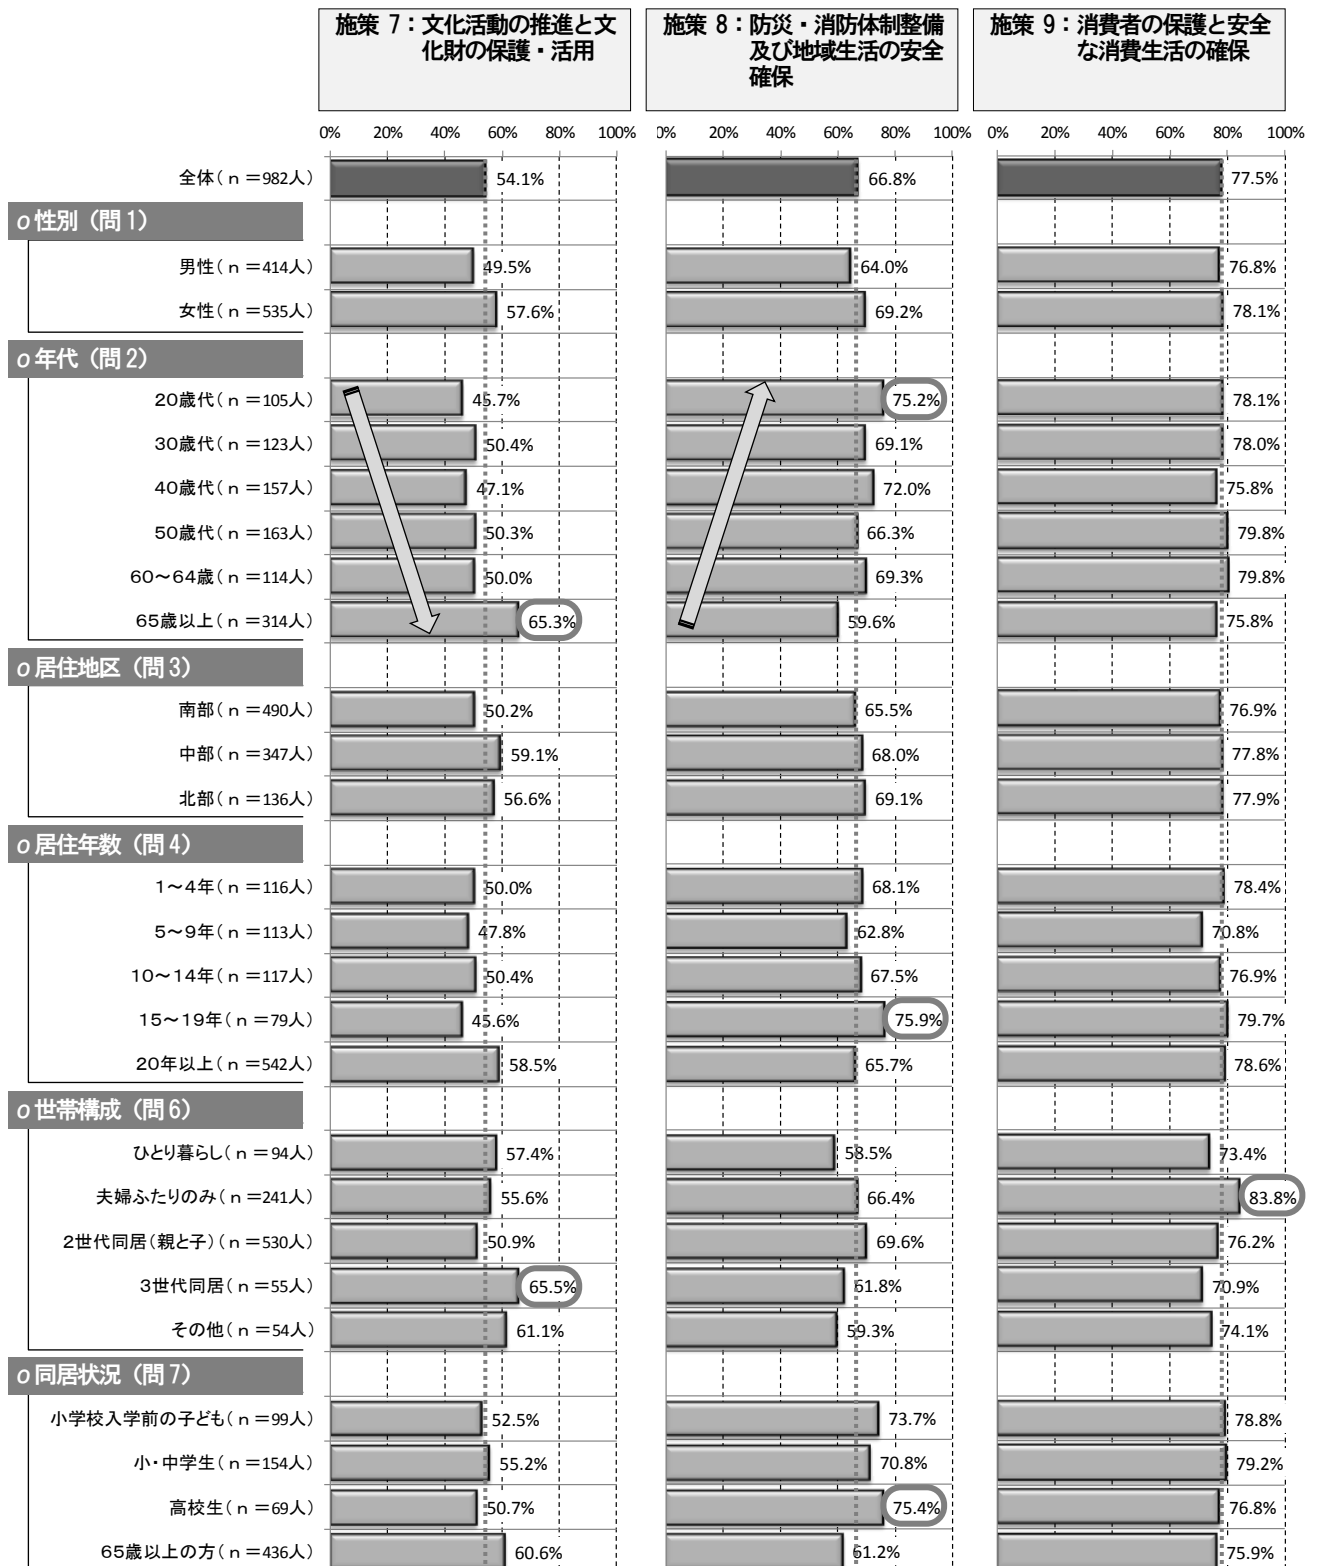 施策 7：文化活動の推進と文
化財の保護・活用
施策 8：防災・消防体制整備
及び地域生活の安全
確保
施策 9：消費者の保護と安全
な消費生活の確保
0% 20% 40% 60% 80% 100% 0% 20% 40% 60% 80% 100% 0% 20% 40% 60% 80% 100%
全体(ｎ＝982人) 54.1% 66.8% 77.5%
o 性別（問1）
男性(ｎ＝414人) 49.5% 64.0% 76.8%
女性(ｎ＝535人) 57.6% 69.2% 78.1%
o 年代（問2）
20歳代(ｎ＝105人) 45.7% 75.2% 78.1%
30歳代(ｎ＝123人) 50.4% 69.1% 78.0%
40歳代(ｎ＝157人) 47.1% 72.0% 75.8%
50歳代(ｎ＝163人) 50.3% 66.3% 79.8%
60～64歳(ｎ＝114人) 50.0% 69.3% 79.8%
65歳以上(ｎ＝314人) 65.3% 59.6% 75.8%
o 居住地区（問3）
南部(ｎ＝490人) 50.2% 65.5% 76.9%
中部(ｎ＝347人) 59.1% 68.0% 77.8%
北部(ｎ＝136人) 56.6% 69.1% 77.9%
o 居住年数（問4）
1～4年(ｎ＝116人) 50.0% 68.1% 78.4%
5～9年(ｎ＝113人) 47.8% 62.8% 70.8%
10～14年(ｎ＝117人) 50.4% 67.5% 76.9%
15～19年(ｎ＝79人) 45.6% 75.9% 79.7%
20年以上(ｎ＝542人) 58.5% 65.7% 78.6%
o 世帯構成（問6）
ひとり暮らし(ｎ＝94人) 57.4% 58.5% 73.4%
夫婦ふたりのみ(ｎ＝241人) 55.6% 66.4% 83.8%
2世代同居(親と子)(ｎ＝530人) 50.9% 69.6% 76.2%
3世代同居(ｎ＝55人) 65.5% 61.8% 70.9%
その他(ｎ＝54人) 61.1% 59.3% 74.1%
o 同居状況（問7）
小学校入学前の子ども(ｎ＝99人) 52.5% 73.7% 78.8%
小・中学生(ｎ＝154人) 55.2% 70.8% 79.2%
高校生(ｎ＝69人) 50.7% 75.4% 76.8%
65歳以上の方(ｎ＝436人) 60.6% 61.2% 75.9%